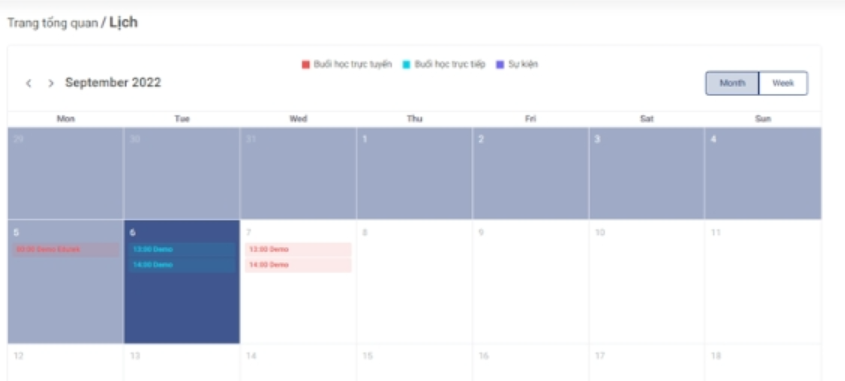 Trang tổng quan / Lịch
Buổi học trực tuyến Buổi học trực tiếp Sự kiện
< > September 2022 Month Week
Mon Tue Wed Thu Fri Sat Sun
29 30 31 1 2 3 4
5 6 7 8 9 10 11
13:00 Demo 13:00 Demo
14:00 Demo 14:00 Demo
12 13 14 15 16 17 18